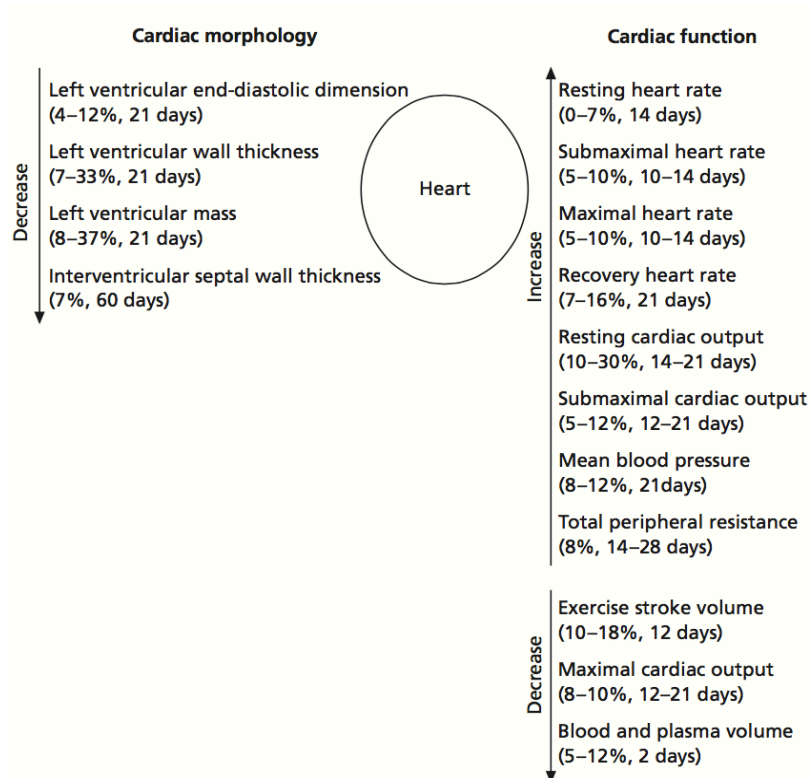 Cardiac morphology
Decrease
Left ventricular end-diastolic dimension
(4–12%, 21 days)
Left ventricular wall thickness
(7–33%, 21 days)
Left ventricular mass
(8–37%, 21 days)
Interventricular septal wall thickness
(7%, 60 days)
Heart
Cardiac function
Increase
Resting heart rate
(0–7%, 14 days)
Submaximal heart rate
(5–10%, 10–14 days)
Maximal heart rate
(5–10%, 10–14 days)
Recovery heart rate
(7–16%, 21 days)
Resting cardiac output
(10–30%, 14–21 days)
Submaximal cardiac output
(5–12%, 12–21 days)
Mean blood pressure
(8–12%, 21days)
Total peripheral resistance
(8%, 14–28 days)
Decrease
Exercise stroke volume
(10–18%, 12 days)
Maximal cardiac output
(8–10%, 12–21 days)
Blood and plasma volume
(5–12%, 2 days)